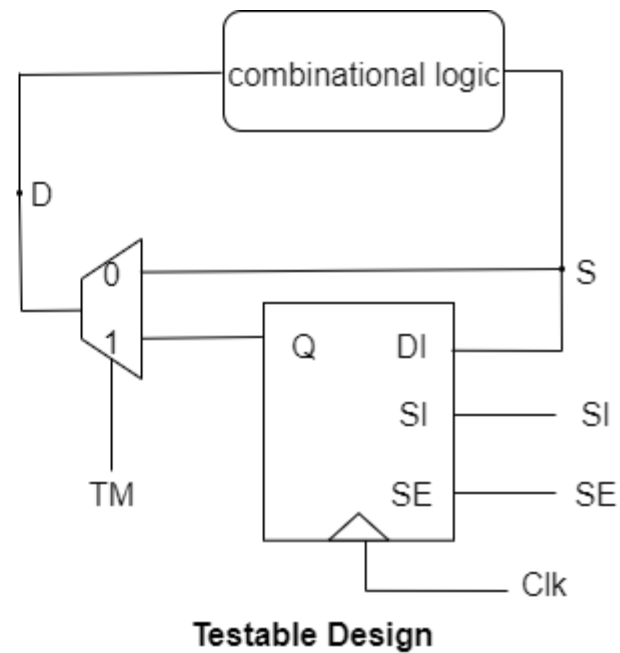 combinational logic
D
0
S
1
Q
DI
SI
SI
TM
SE
SE
Clk
Testable Design